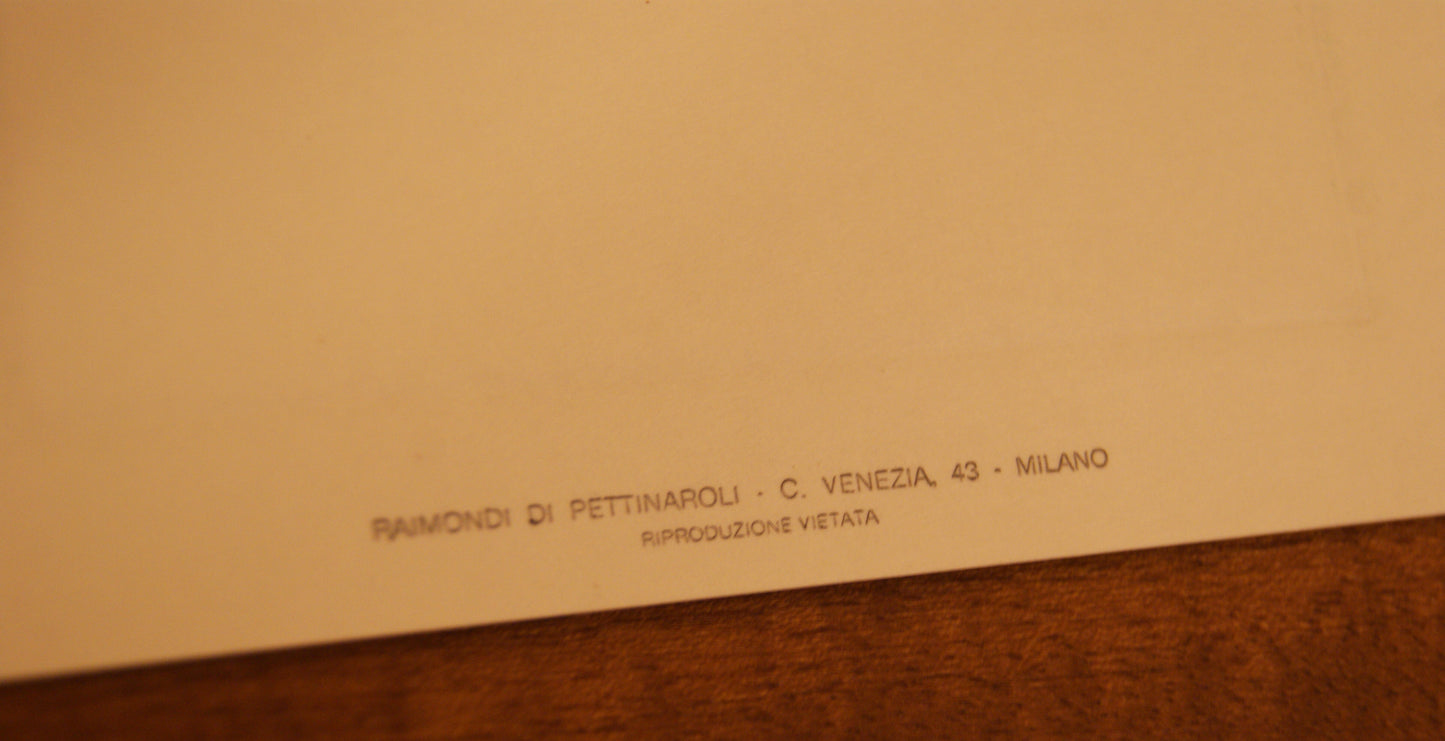 RAIMONDI DI PETTINAROLI - C. VENEZIA, 43 - MILANO
RIPRODUZIONE VIETATA